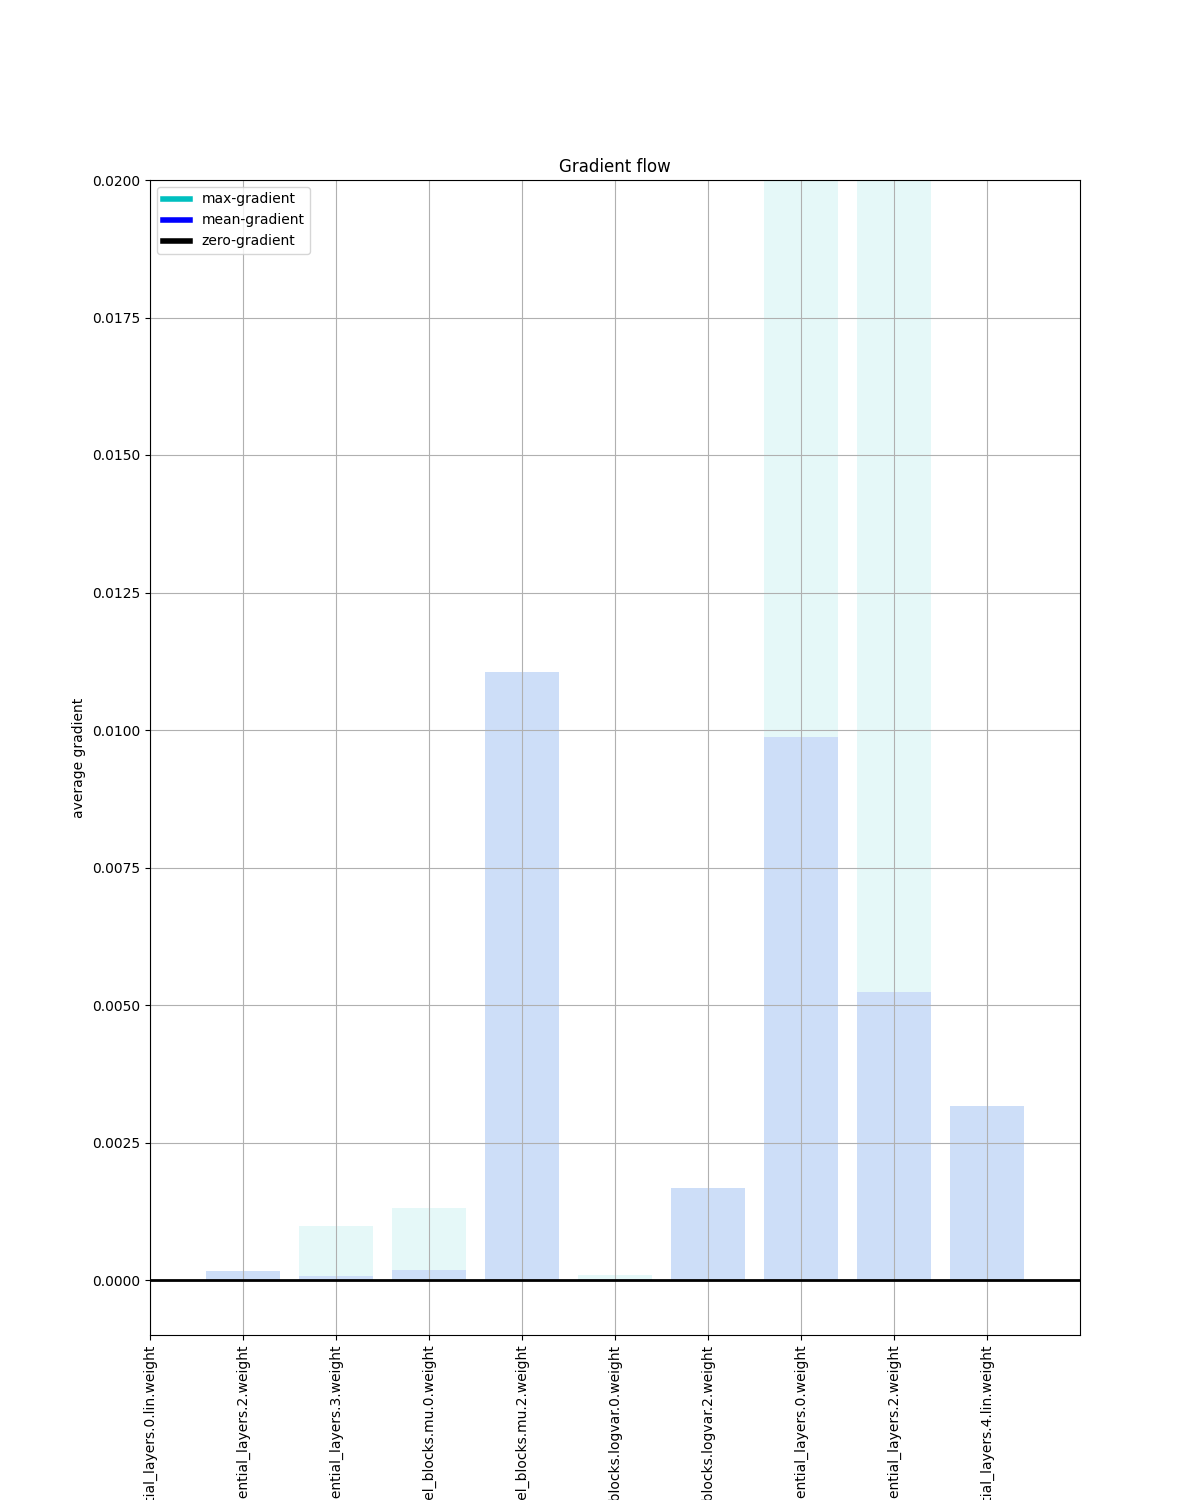 Gradient flow
max-gradient
mean-gradient
zero-gradient
0.0200
0.0175
0.0150
0.0125
0.0100
0.0075
0.0050
0.0025
0.0000
average gradient
tial_layers.0.lin.weight
ential_layers.2.weight
ential_layers.3.weight
el_blocks.mu.0.weight
el_blocks.mu.2.weight
blocks.logvar.0.weight
blocks.logvar.2.weight
ential_layers.0.weight
ential_layers.2.weight
tial_layers.4.lin.weight